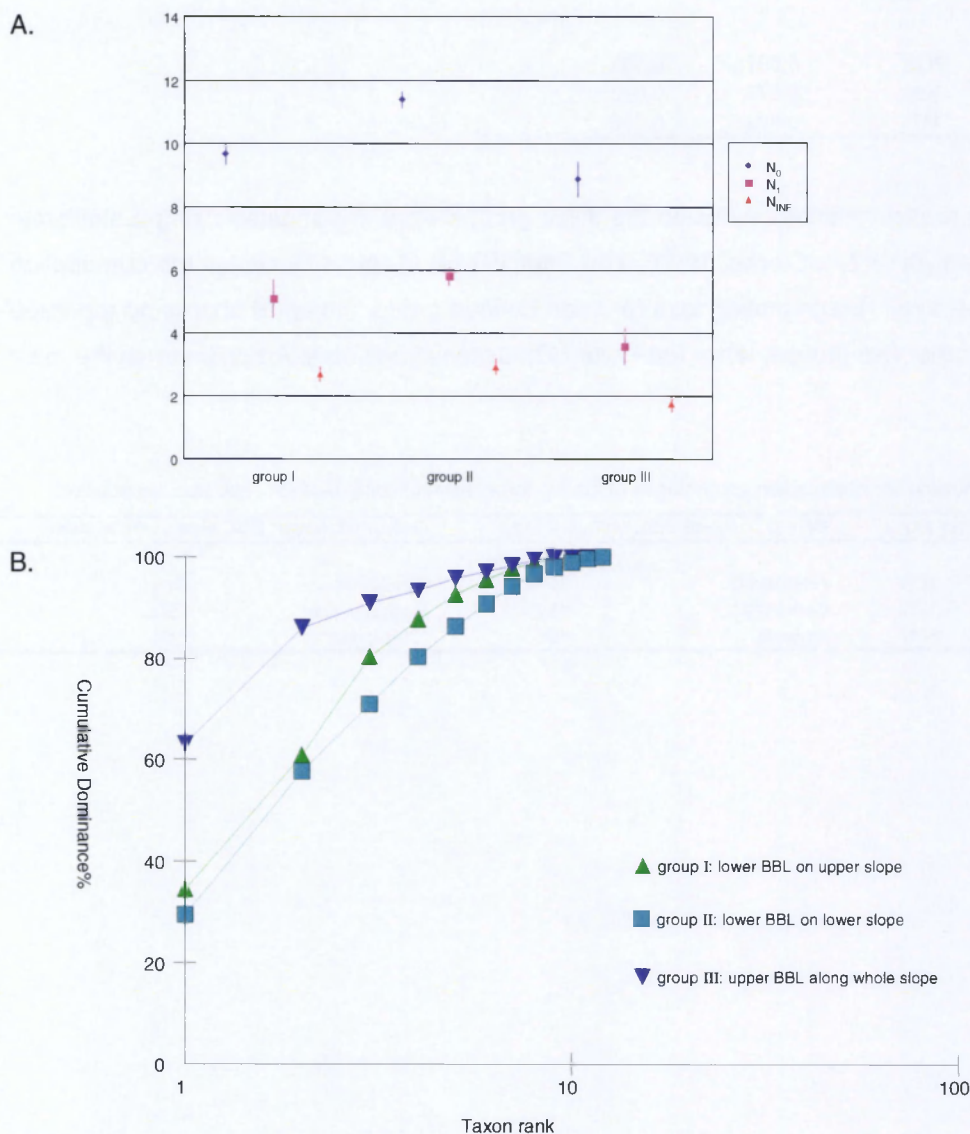 A.
14
12
10
8
6
4
2
0
group I
group II
group III
N₀
N₁
N_INF
B.
100
80
60
40
20
0
Cumulative Dominance%
1
10
100
Taxon rank
group I: lower BBL on upper slope
group II: lower BBL on lower slope
group III: upper BBL along whole slope